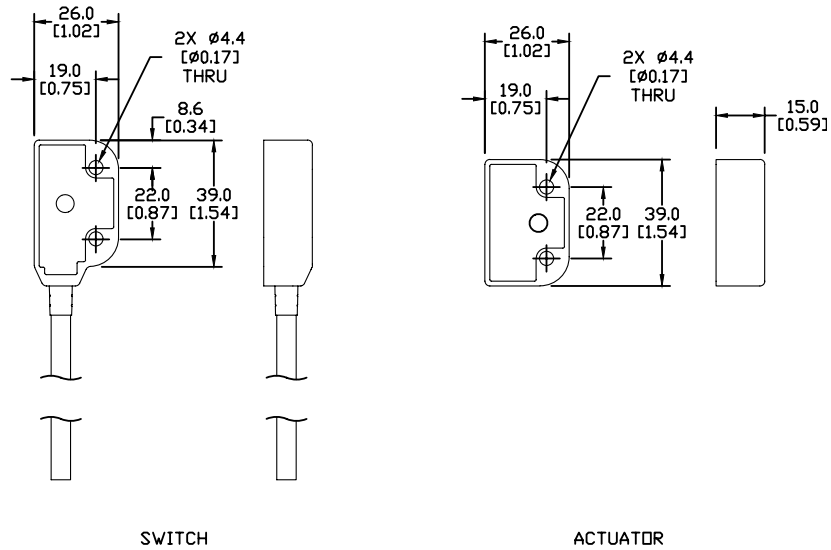 26.0
[1.02]
2X Ø4.4
[Ø0.17]
THRU
19.0
[0.75]
8.6
[0.34]
22.0
[0.87]
39.0
[1.54]
26.0
[1.02]
2X Ø4.4
[Ø0.17]
THRU
19.0
[0.75]
15.0
[0.59]
22.0
[0.87]
39.0
[1.54]
SWITCH
ACTUATOR